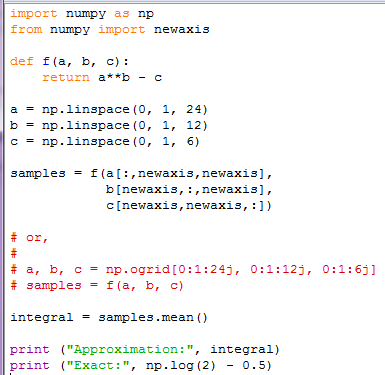 import numpy as np
from numpy import newaxis
def f(a, b, c):
    return a**b - c
a = np.linspace(0, 1, 24)
b = np.linspace(0, 1, 12)
c = np.linspace(0, 1, 6)
samples = f(a[:,newaxis,newaxis],
            b[newaxis,:,newaxis],
            c[newaxis,newaxis,:])
# or,
#
# a, b, c = np.ogrid[0:1:24j, 0:1:12j, 0:1:6j]
# samples = f(a, b, c)
integral = samples.mean()
print ("Approximation:", integral)
print ("Exact:", np.log(2) - 0.5)